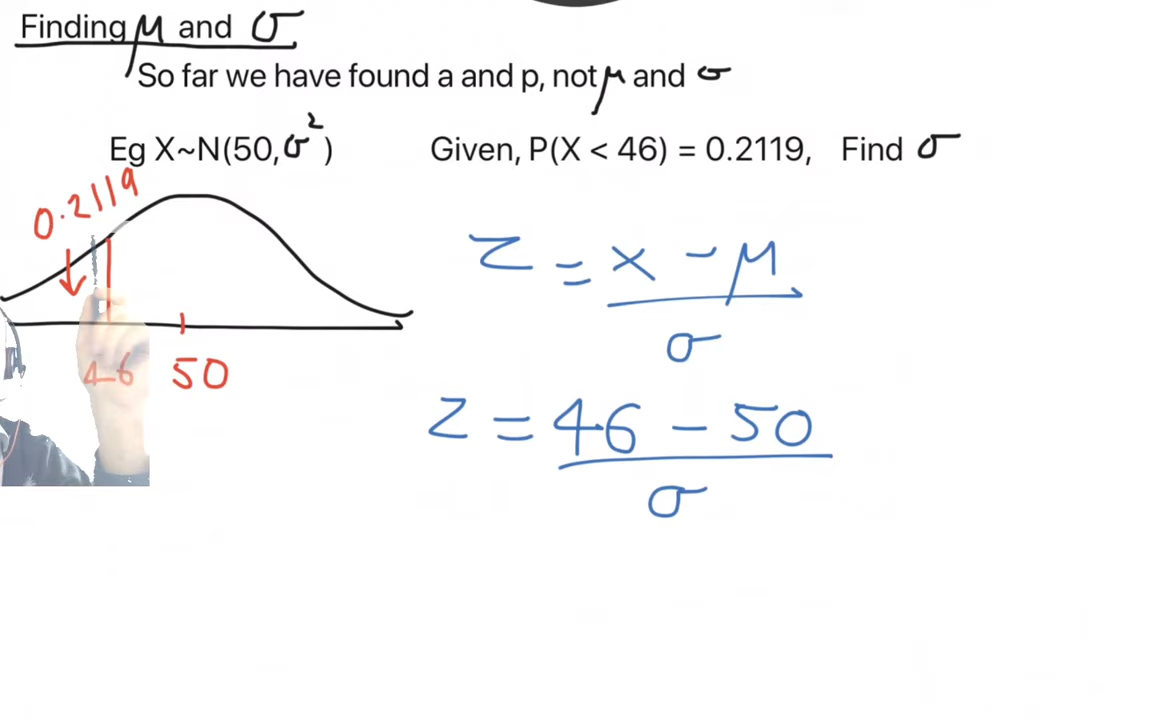 Finding μ and σ
So far we have found a and p, not μ and σ
Eg X~N(50, σ²) Given, P(X < 46) = 0.2119, Find σ
0.2119
46 50
z = x - μ
σ
z = 46 - 50
σ